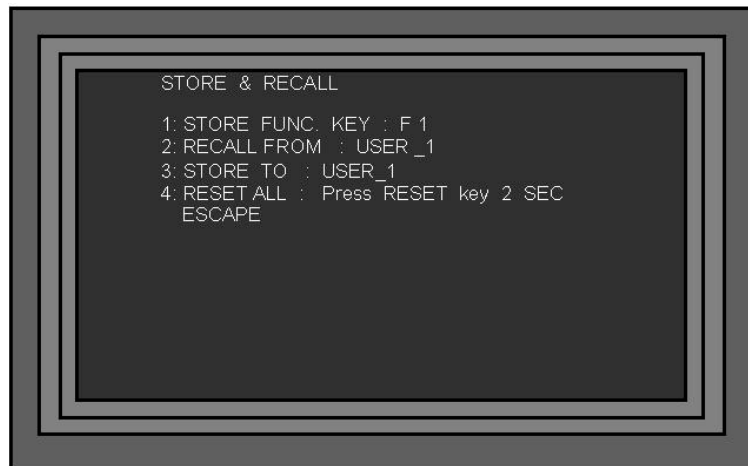 STORE & RECALL
1: STORE FUNC. KEY : F 1
2: RECALL FROM : USER _1
3: STORE TO : USER_1
4: RESET ALL : Press RESET key 2 SEC
ESCAPE